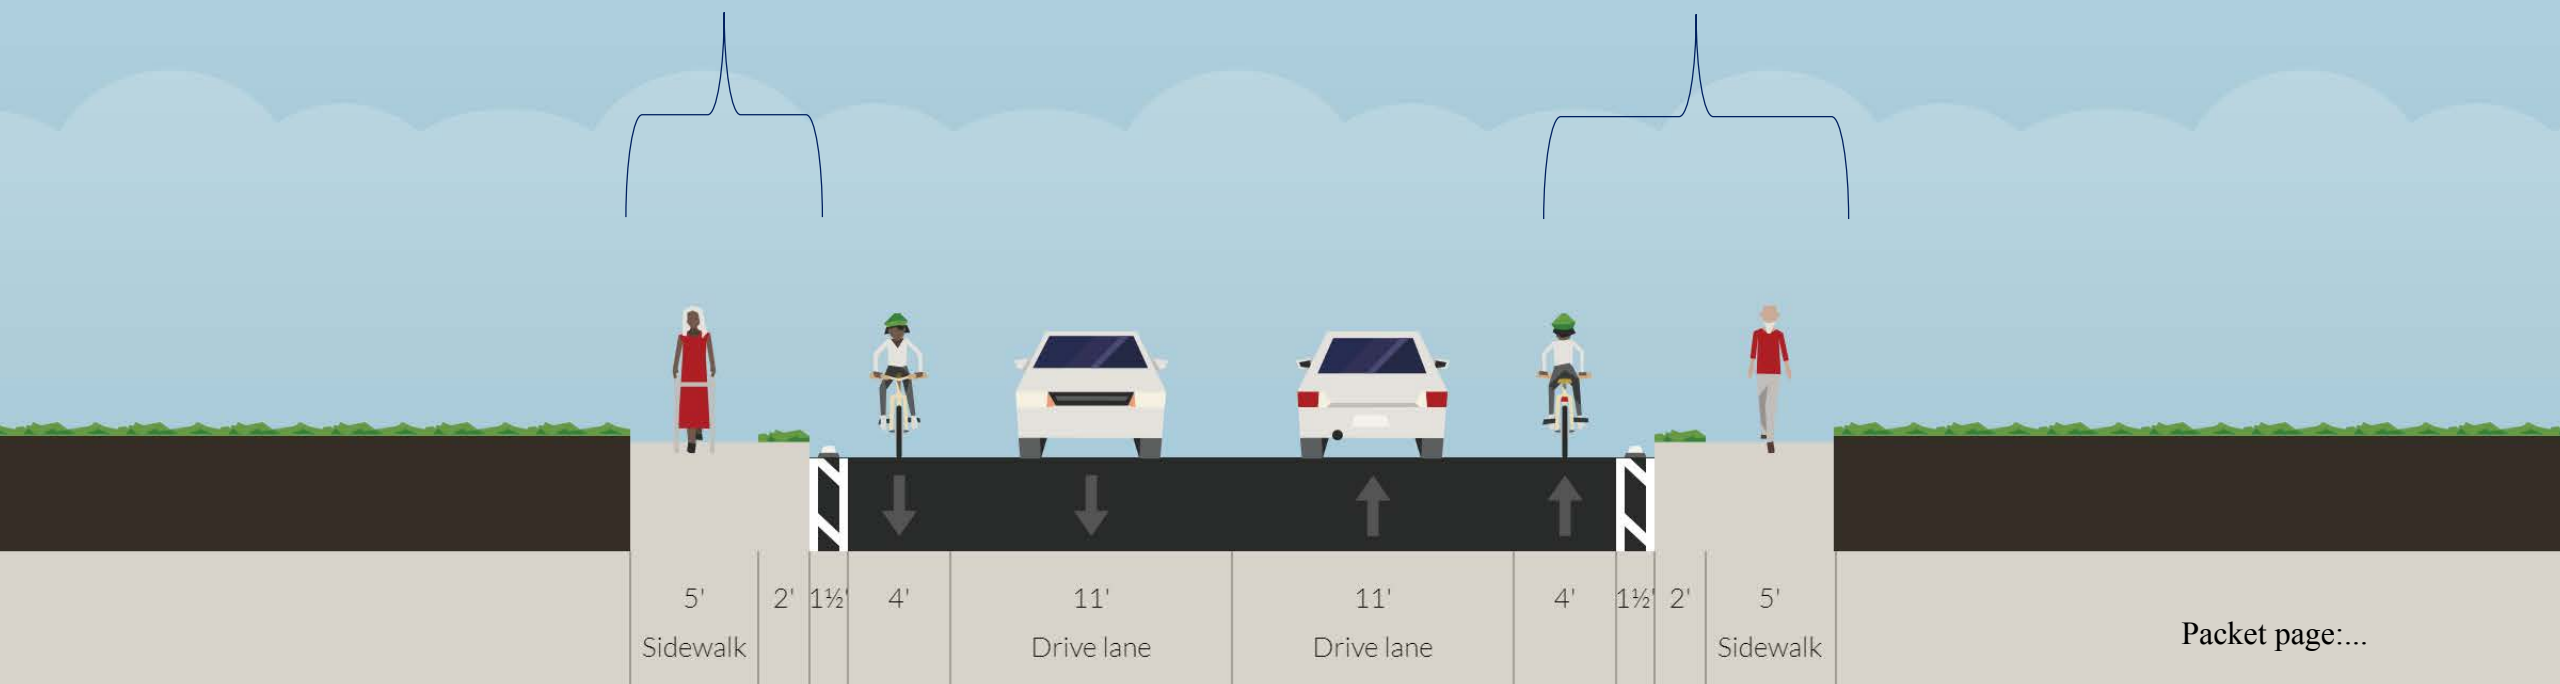 5' 2' 1½' 4' 11' 11' 4' 1½' 2' 5'
Sidewalk Drive lane Drive lane Sidewalk
Packet page:...